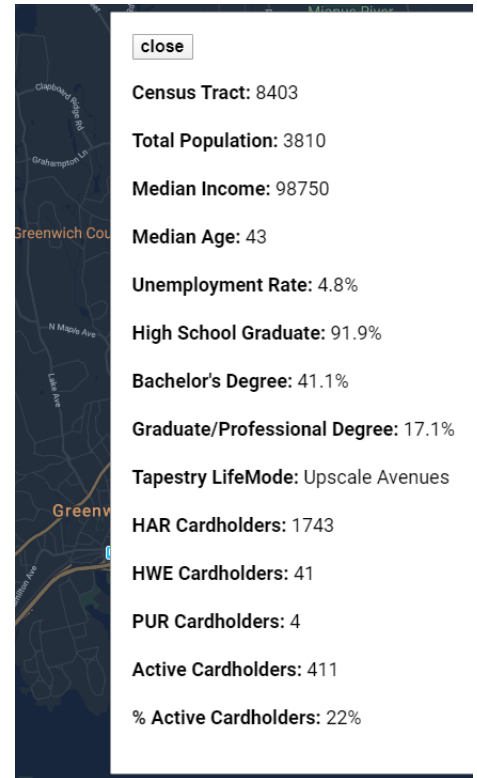 Mianus River
close
Clapboard Ridge Rd
Census Tract: 8403
Total Population: 3810
Grahampton Ln
Median Income: 98750
Greenwich Cou
Median Age: 43
Unemployment Rate: 4.8%
N Maple Ave
High School Graduate: 91.9%
Lake Ave
Bachelor's Degree: 41.1%
Graduate/Professional Degree: 17.1%
Tapestry LifeMode: Upscale Avenues
Greenw
HAR Cardholders: 1743
HWE Cardholders: 41
PUR Cardholders: 4
Active Cardholders: 411
% Active Cardholders: 22%